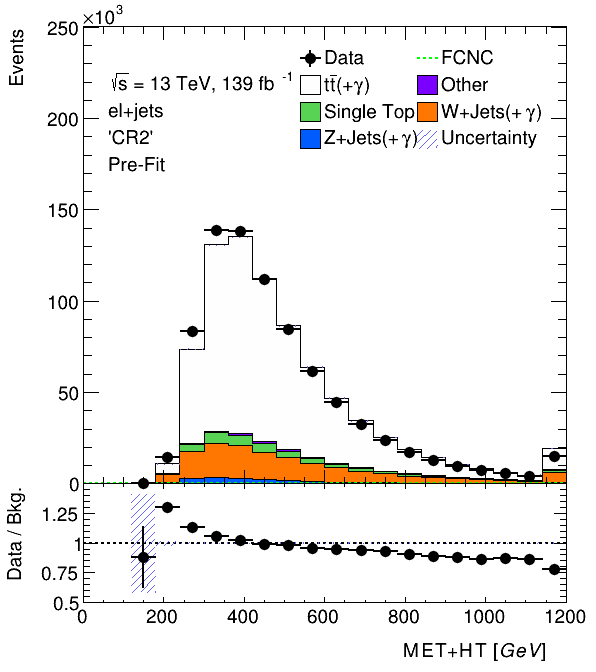 ×10³
Events
250
200
150
100
50
0
√s = 13 TeV, 139 fb⁻¹
el+jets
'CR2'
Pre-Fit
Data
FCNC
tt̄(+γ)
Other
Single Top
W+Jets(+γ)
Z+Jets(+γ)
Uncertainty
Data / Bkg.
1.25
1
0.75
0.5
0 200 400 600 800 1000 1200
MET+HT [GeV]